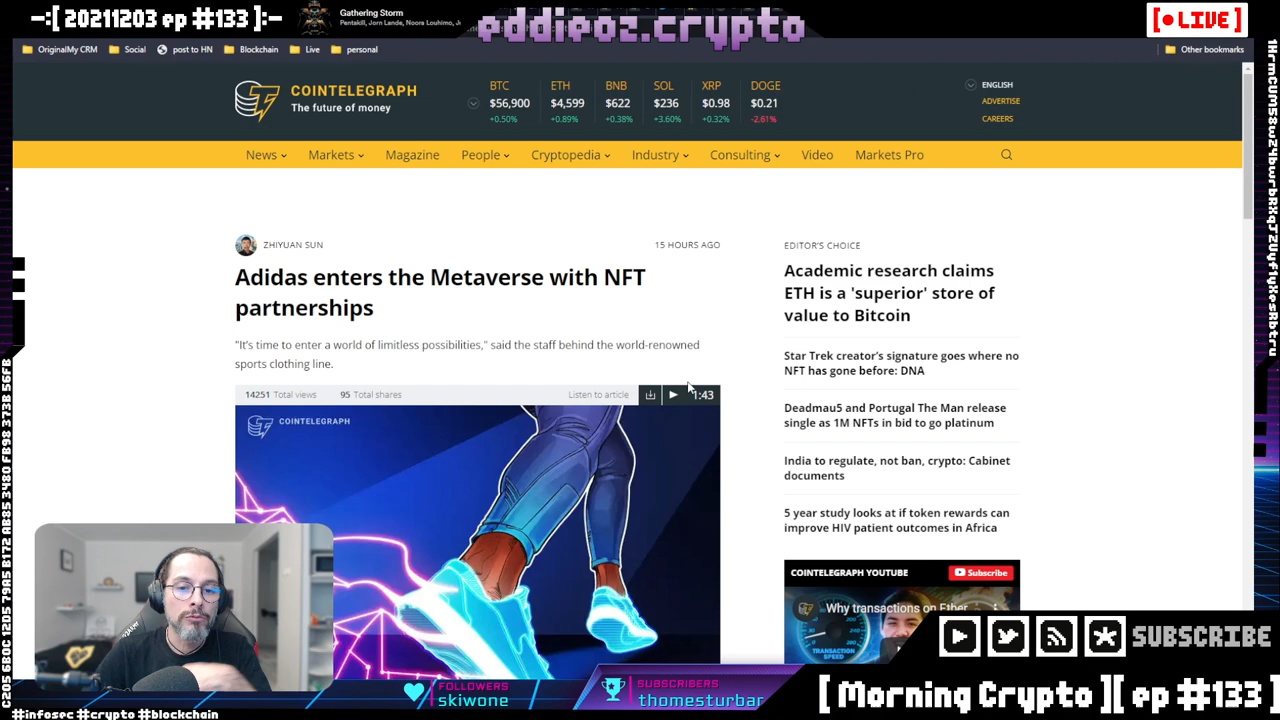 -:[ 20211203 ep #133 ]:-
Gathering Storm
Pentakill, Jorn Lande, Noora Louhimo, J
eddieoz.crypto
[● LIVE]
OriginalMy CRM
Social
post to HN
Blockchain
Live
personal
Other bookmarks
COINTELEGRAPH
The future of money
BTC ETH BNB SOL XRP DOGE
$56,900 $4,599 $622 $236 $0.98 $0.21
+0.50% +0.89% +0.38% +3.60% +0.32% -2.61%
ENGLISH
ADVERTISE
CAREERS
News Markets Magazine People Cryptopedia Industry Consulting Video Markets Pro
ZHIYUAN SUN
15 HOURS AGO
Adidas enters the Metaverse with NFT
partnerships
"It's time to enter a world of limitless possibilities," said the staff behind the world-renowned
sports clothing line.
14251 Total views 95 Total shares Listen to article 1:43
COINTELEGRAPH
EDITOR'S CHOICE
Academic research claims
ETH is a 'superior' store of
value to Bitcoin
Star Trek creator's signature goes where no
NFT has gone before: DNA
Deadmau5 and Portugal The Man release
single as 1M NFTs in bid to go platinum
India to regulate, not ban, crypto: Cabinet
documents
5 year study looks at if token rewards can
improve HIV patient outcomes in Africa
COINTELEGRAPH YOUTUBE
Subscribe
Why transactions on Ether
TRANSACTION
SPEED
SUBSCRIBE
FOLLOWERS
skiwone
SUBSCRIBERS
thomesturbar
[ Morning Crypto ][ ep #133 ]
#infosec #crypto #blockchain